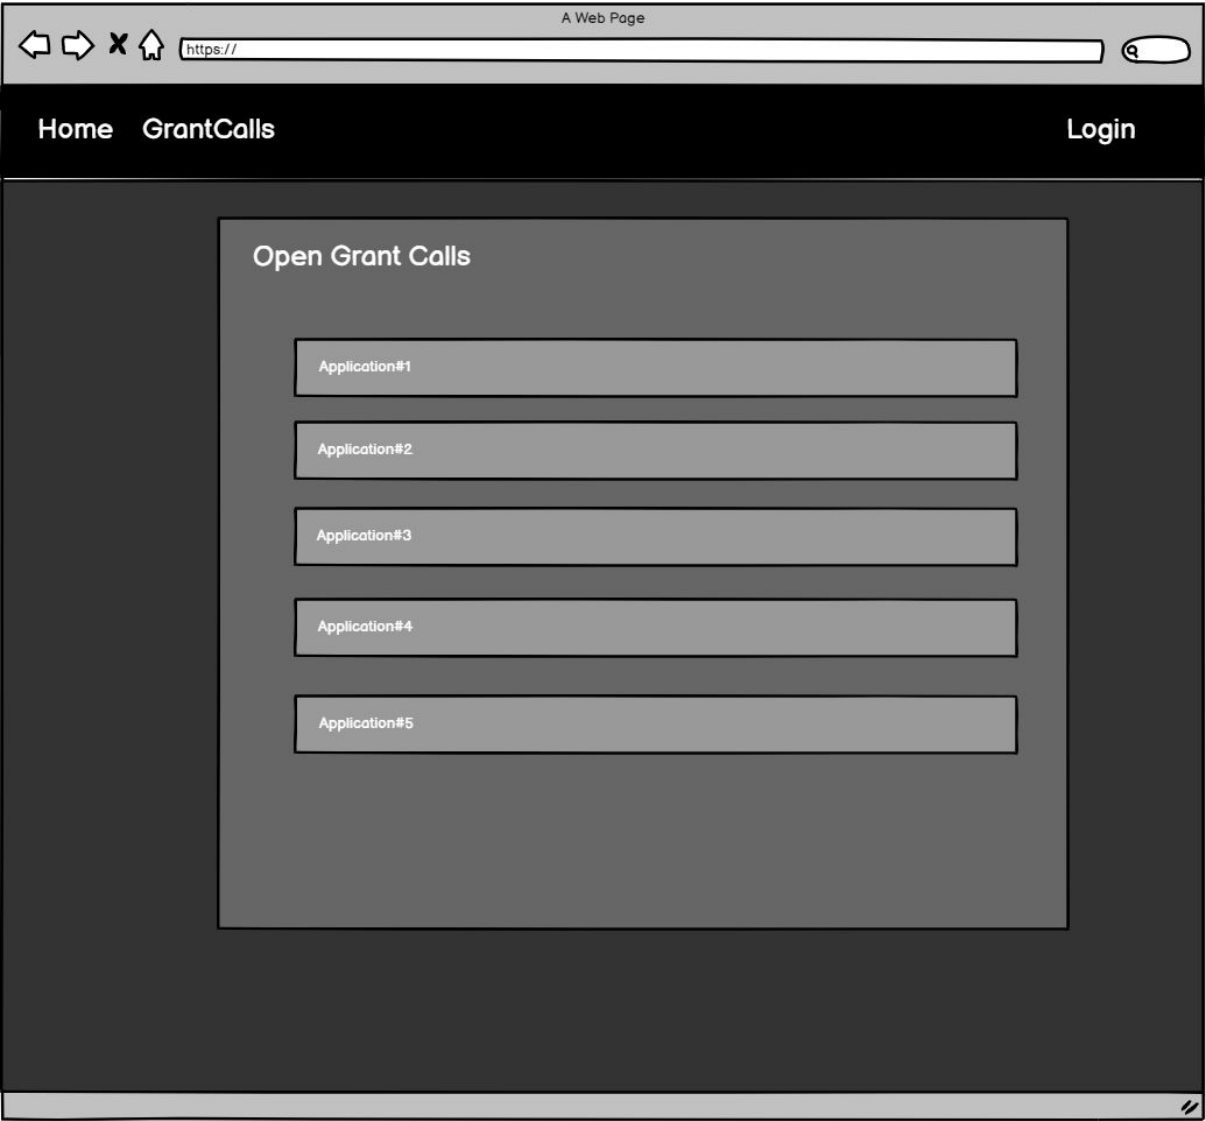 A Web Page
https://
Home GrantCalls Login
Open Grant Calls
Application#1
Application#2
Application#3
Application#4
Application#5